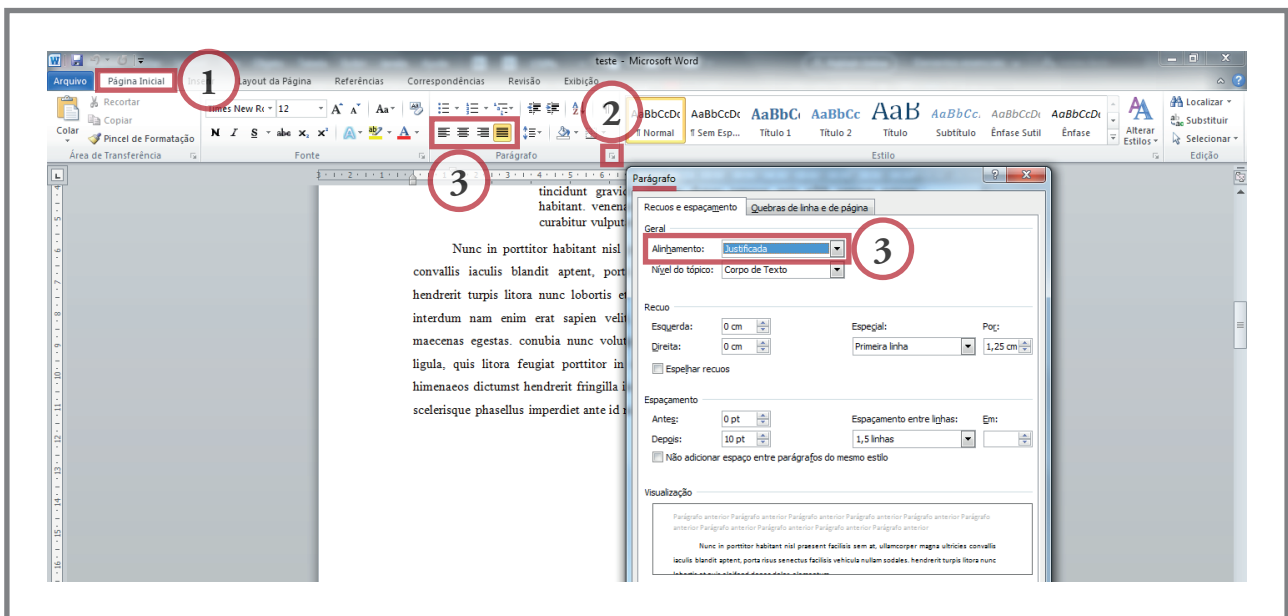 teste - Microsoft Word
Arquivo Página Inicial 1 Layout da Página Referências Correspondências Revisão Exibição
Recortar
Copiar
Pincel de Formatação
Colar
Área de Transferência
Times New Rc 12
N I S abc x, x²
Fonte
2
Parágrafo
AaBbCcDc AaBbCcDc AaBbC AaBbCc AaB AaBbCc. AaBbCcDi AaBbCcDi
¶ Normal ¶ Sem Esp... Título 1 Título 2 Título Subtítulo Ênfase Sutil Ênfase
Alterar
Estilos
Estilo
Localizar
Substituir
Selecionar
Edição
3
tincidunt
habitant. venena
curabitur vulput
Nunc in porttitor habitant nisl
convallis iaculis blandit aptent, port
hendrerit turpis litora nunc lobortis et
interdum nam enim erat sapien velit
maecenas egestas. conubia nunc volut
ligula, quis litora feugiat porttitor in
himenaeos dictumst hendrerit fringilla i
scelerisque phasellus imperdiet ante id
Parágrafo
Recuos e espaçamento Quebras de linha e de página
Geral
Alinhamento: Justificada 3
Nível do tópico: Corpo de Texto
Recuo
Esquerda: 0 cm Especial: Por:
Direita: 0 cm Primeira linha 1,25 cm
Espelhar recuos
Espaçamento
Antes: 0 pt Espaçamento entre linhas: Em:
Depois: 10 pt 1,5 linhas
Não adicionar espaço entre parágrafos do mesmo estilo
Visualização
Parágrafo anterior Parágrafo anterior Parágrafo anterior Parágrafo anterior Parágrafo anterior Parágrafo
anterior Parágrafo anterior Parágrafo anterior Parágrafo anterior Parágrafo anterior
Nunc in porttitor habitant nisl praesent facilisis sem at, ullamcorper magna ultricies convallis
iaculis blandit aptent, porta risus senectus facilisis vehicula nullam sodales. hendrerit turpis litora nunc